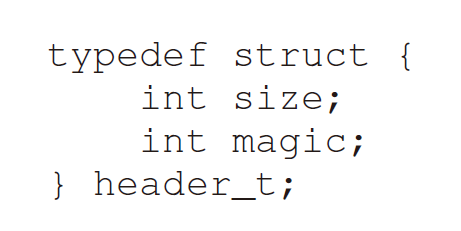 typedef struct {
    int size;
    int magic;
} header_t;